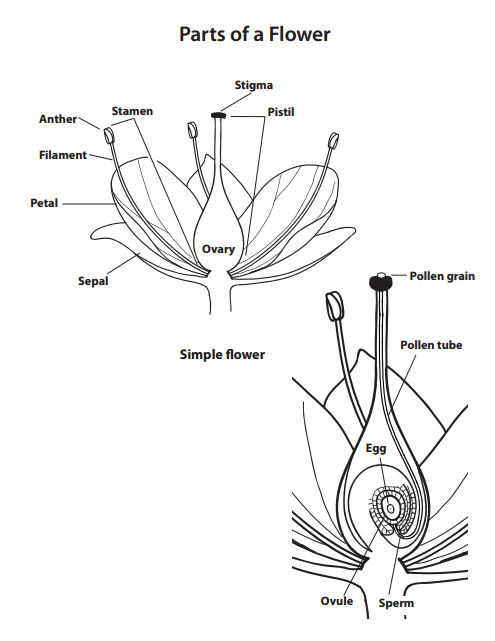 Parts of a Flower
Stigma
Stamen
Pistil
Anther
Filament
Petal
Ovary
Sepal
Pollen grain
Pollen tube
Simple flower
Egg
Ovule
Sperm